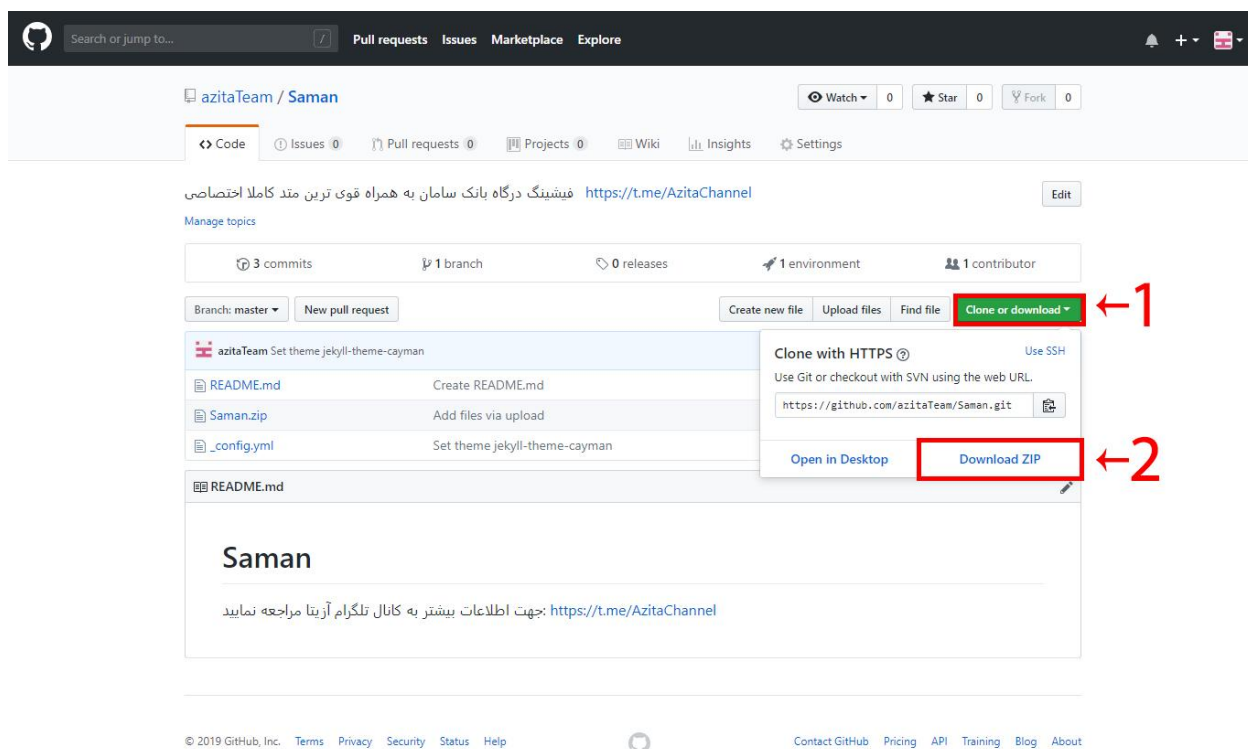 Search or jump to... / Pull requests Issues Marketplace Explore
azitaTeam / Saman Watch 0 Star 0 Fork 0
Code Issues 0 Pull requests 0 Projects 0 Wiki Insights Settings
فیشینگ درگاه بانک سامان به همراه قوی ترین متد کاملا اختصاصی https://t.me/AzitaChannel Edit
Manage topics
3 commits 1 branch 0 releases 1 environment 1 contributor
Branch: master New pull request Create new file Upload files Find file Clone or download ←1
azitaTeam Set theme jekyll-theme-cayman
README.md Create README.md
Saman.zip Add files via upload
_config.yml Set theme jekyll-theme-cayman
Clone with HTTPS ? Use SSH
Use Git or checkout with SVN using the web URL.
https://github.com/azitaTeam/Saman.git
Open in Desktop Download ZIP ←2
README.md
Saman
جهت اطلاعات بیشتر به کانال تلگرام آزیتا مراجعه نمایید: https://t.me/AzitaChannel
© 2019 GitHub, Inc. Terms Privacy Security Status Help Contact GitHub Pricing API Training Blog About